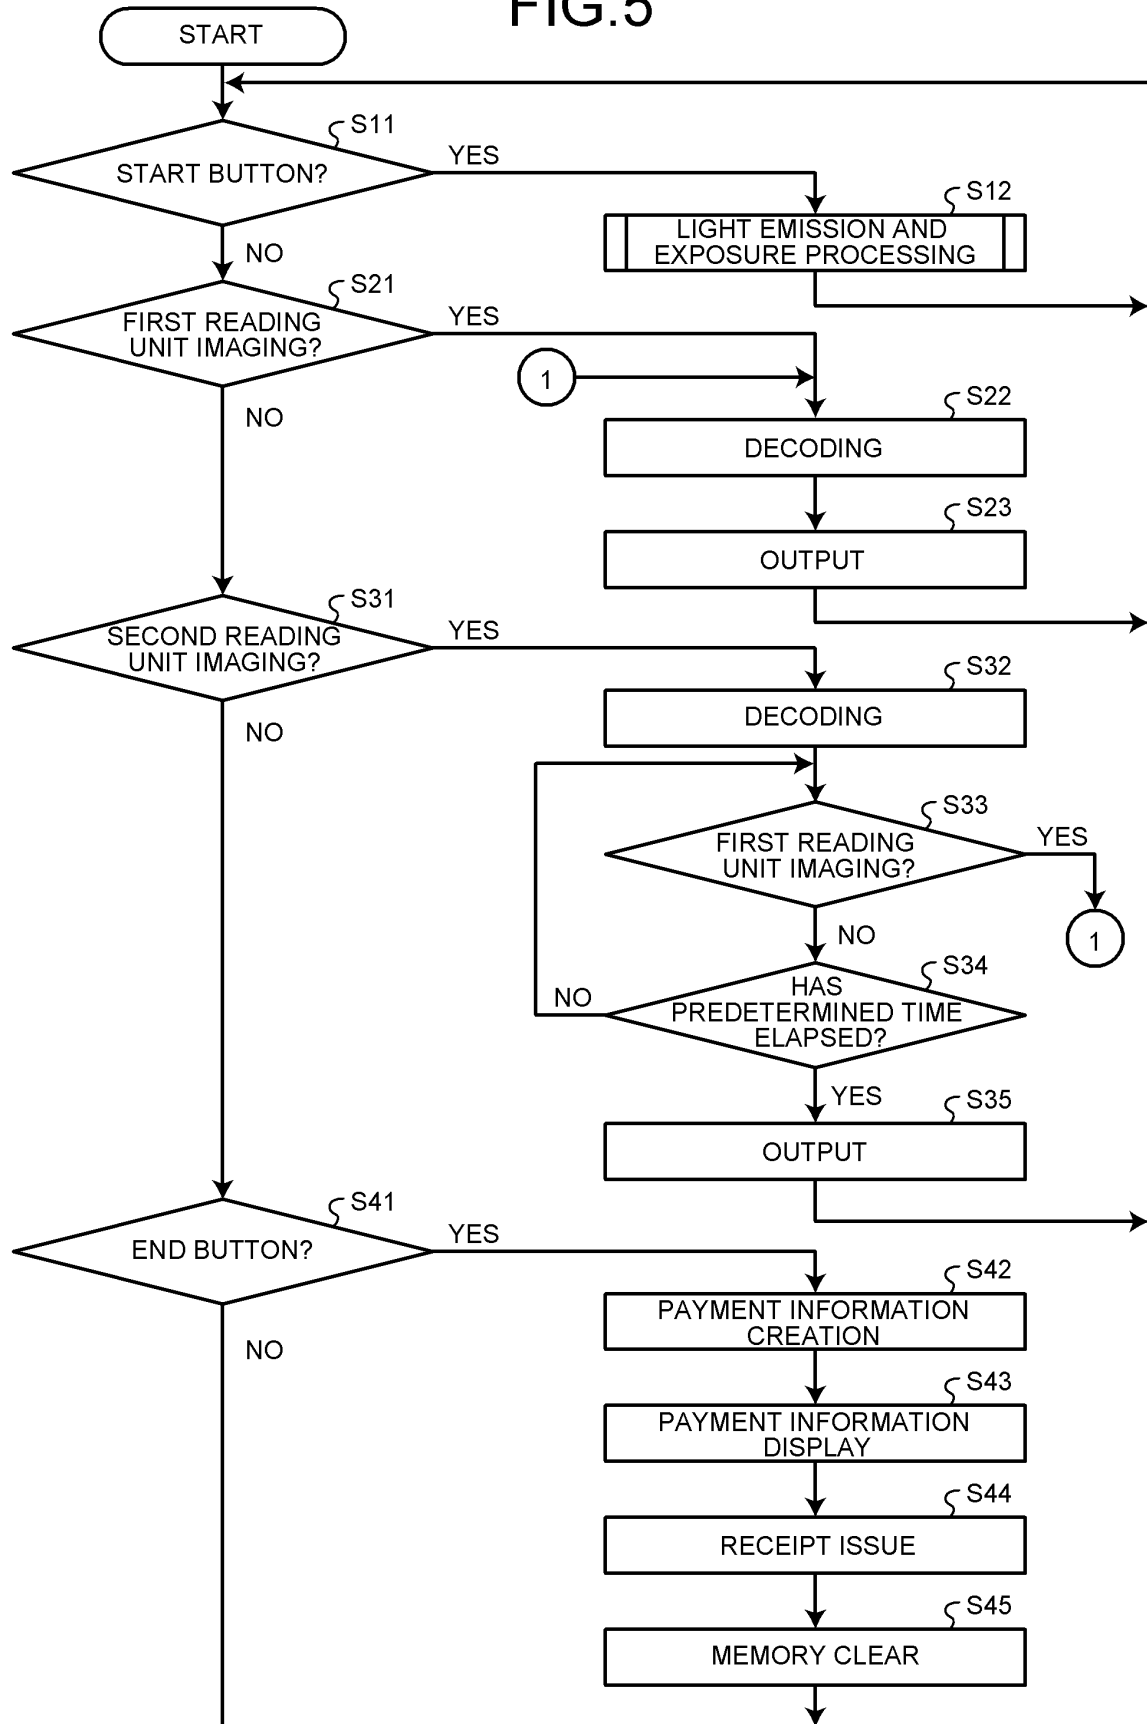 FIG.5
START
S11
START BUTTON?
YES
S12
LIGHT EMISSION AND
EXPOSURE PROCESSING
NO
S21
FIRST READING
UNIT IMAGING?
YES
1
NO
S22
DECODING
S23
OUTPUT
S31
SECOND READING
UNIT IMAGING?
YES
S32
DECODING
NO
S33
FIRST READING
UNIT IMAGING?
YES
1
NO
S34
HAS
PREDETERMINED TIME
ELAPSED?
NO
YES
S35
OUTPUT
S41
END BUTTON?
YES
S42
PAYMENT INFORMATION
CREATION
NO
S43
PAYMENT INFORMATION
DISPLAY
S44
RECEIPT ISSUE
S45
MEMORY CLEAR